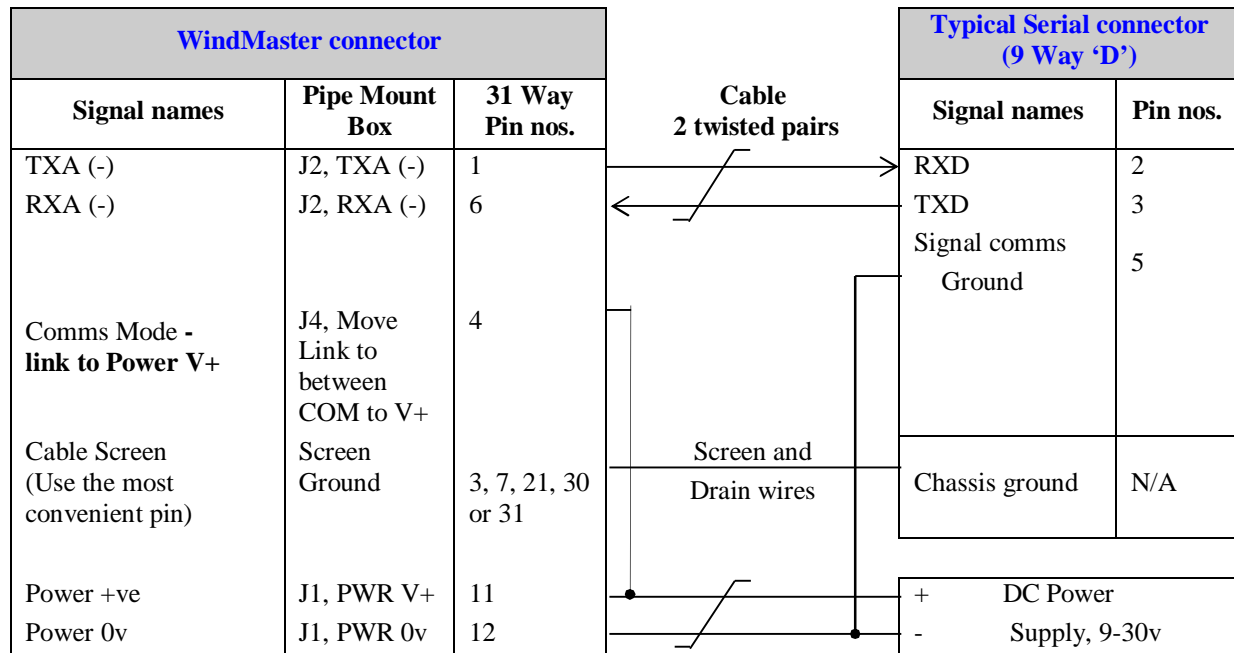 WindMaster connector
Typical Serial connector
(9 Way ‘D’)
Signal names
Pipe Mount
Box
31 Way
Pin nos.
Cable
2 twisted pairs
Signal names
Pin nos.
TXA (-)
J2, TXA (-)
1
RXD
2
RXA (-)
J2, RXA (-)
6
TXD
3
Signal comms
Ground
5
Comms Mode -
link to Power V+
J4, Move
Link to
between
COM to V+
4
Cable Screen
(Use the most
convenient pin)
Screen
Ground
3, 7, 21, 30
or 31
Screen and
Drain wires
Chassis ground
N/A
Power +ve
J1, PWR V+
11
+ DC Power
Power 0v
J1, PWR 0v
12
- Supply, 9-30v